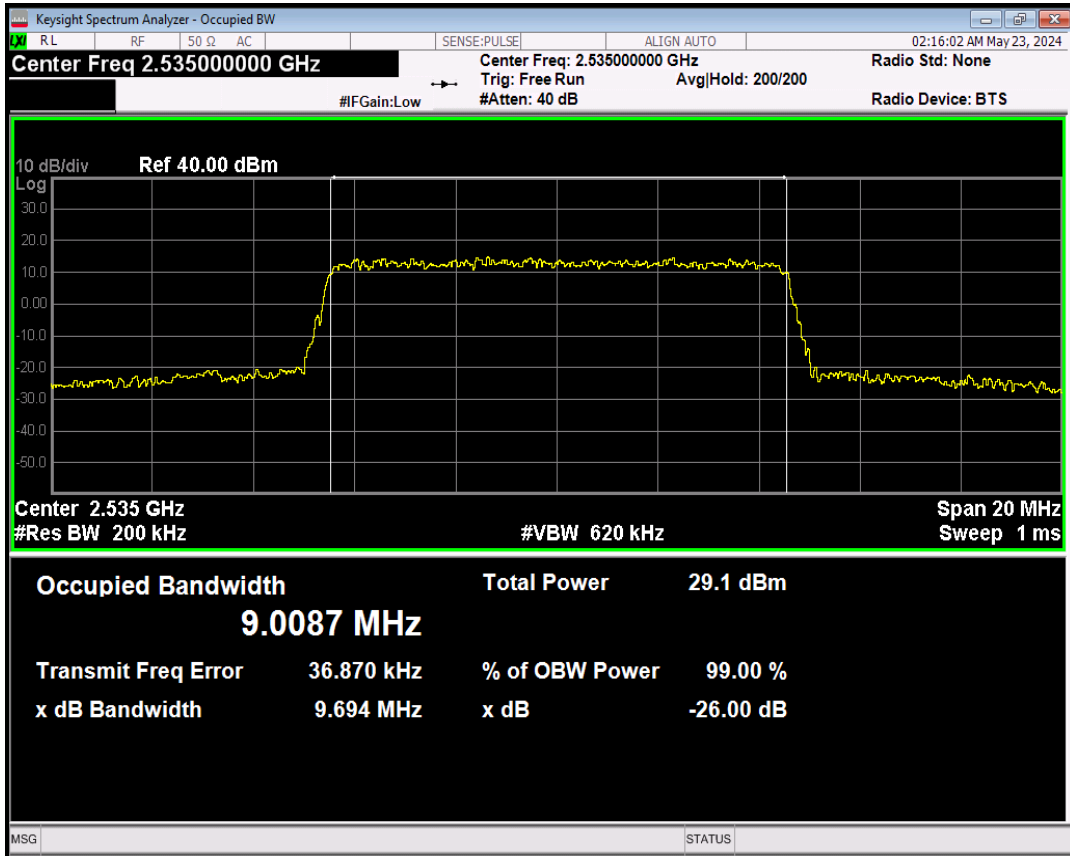 Keysight Spectrum Analyzer - Occupied BW
LXI RL RF 50 Ω AC SENSE:PULSE ALIGN AUTO 02:16:02 AM May 23, 2024
Center Freq 2.535000000 GHz Center Freq: 2.535000000 GHz Radio Std: None
Trig: Free Run Avg|Hold: 200/200
#IFGain:Low #Atten: 40 dB Radio Device: BTS
10 dB/div Ref 40.00 dBm
Log
30.0
20.0
10.0
0.00
-10.0
-20.0
-30.0
-40.0
-50.0
Center 2.535 GHz Span 20 MHz
#Res BW 200 kHz #VBW 620 kHz Sweep 1 ms
Occupied Bandwidth Total Power 29.1 dBm
9.0087 MHz
Transmit Freq Error 36.870 kHz % of OBW Power 99.00 %
x dB Bandwidth 9.694 MHz x dB -26.00 dB
MSG STATUS